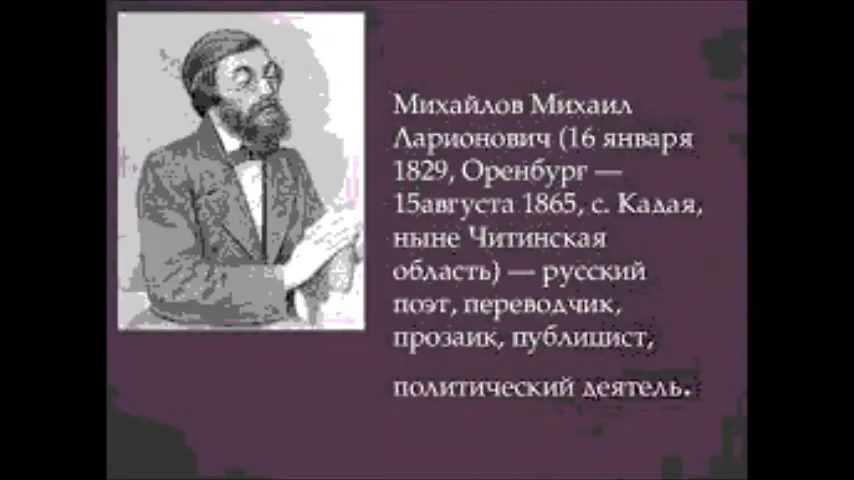 Михайлов Михаил
Ларионович (16 января
1829, Оренбург —
15августа 1865, с. Кадая,
ныне Читинская
область) — русский
поэт, переводчик,
прозаик, публицист,
политический деятель.